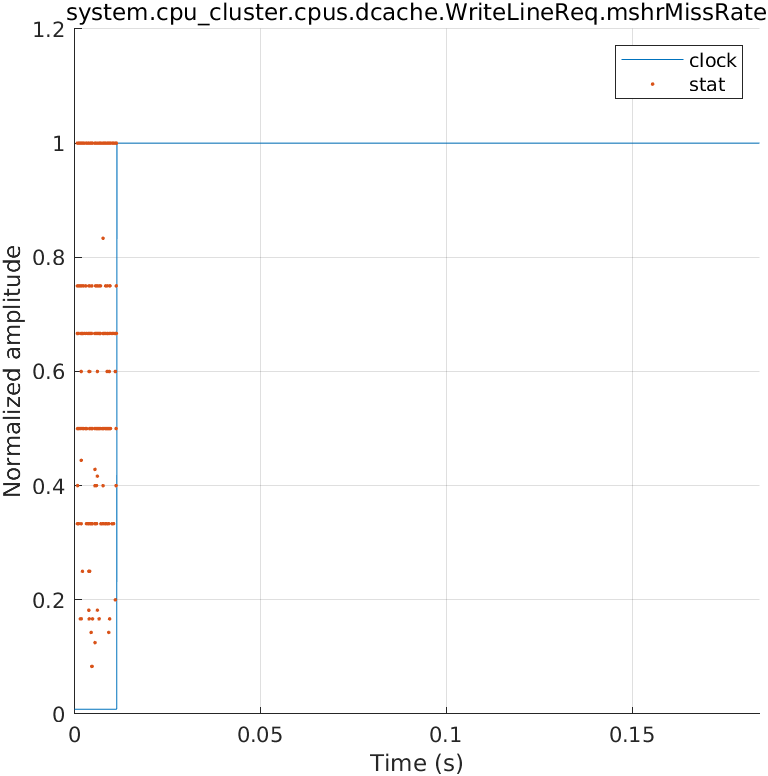 system.cpu_cluster.cpus.dcache.WriteLineReq.mshrMissRate
1.2
clock
stat
1
0.8
0.6
0.4
0.2
0
Normalized amplitude
0
0.05
0.1
0.15
Time (s)